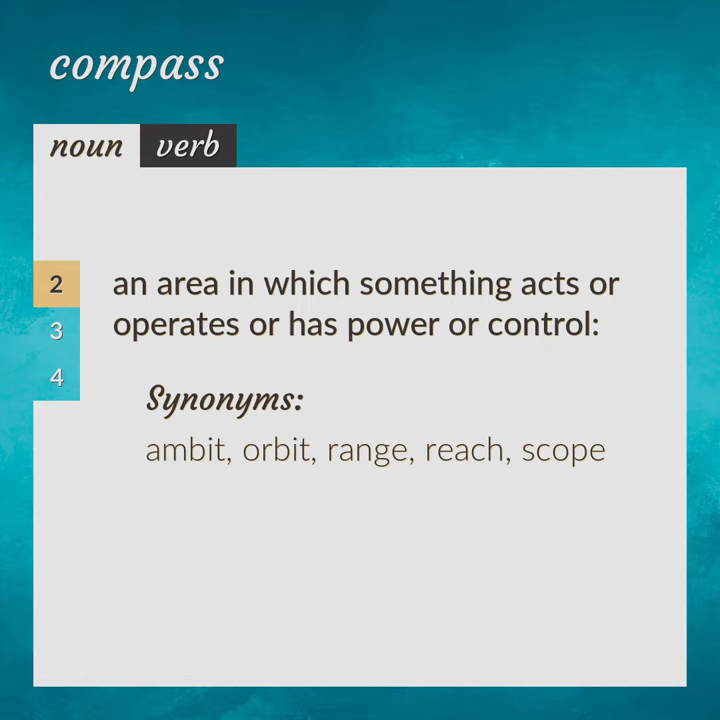 compass
noun verb
2 an area in which something acts or
3 operates or has power or control:
4
Synonyms:
ambit, orbit, range, reach, scope